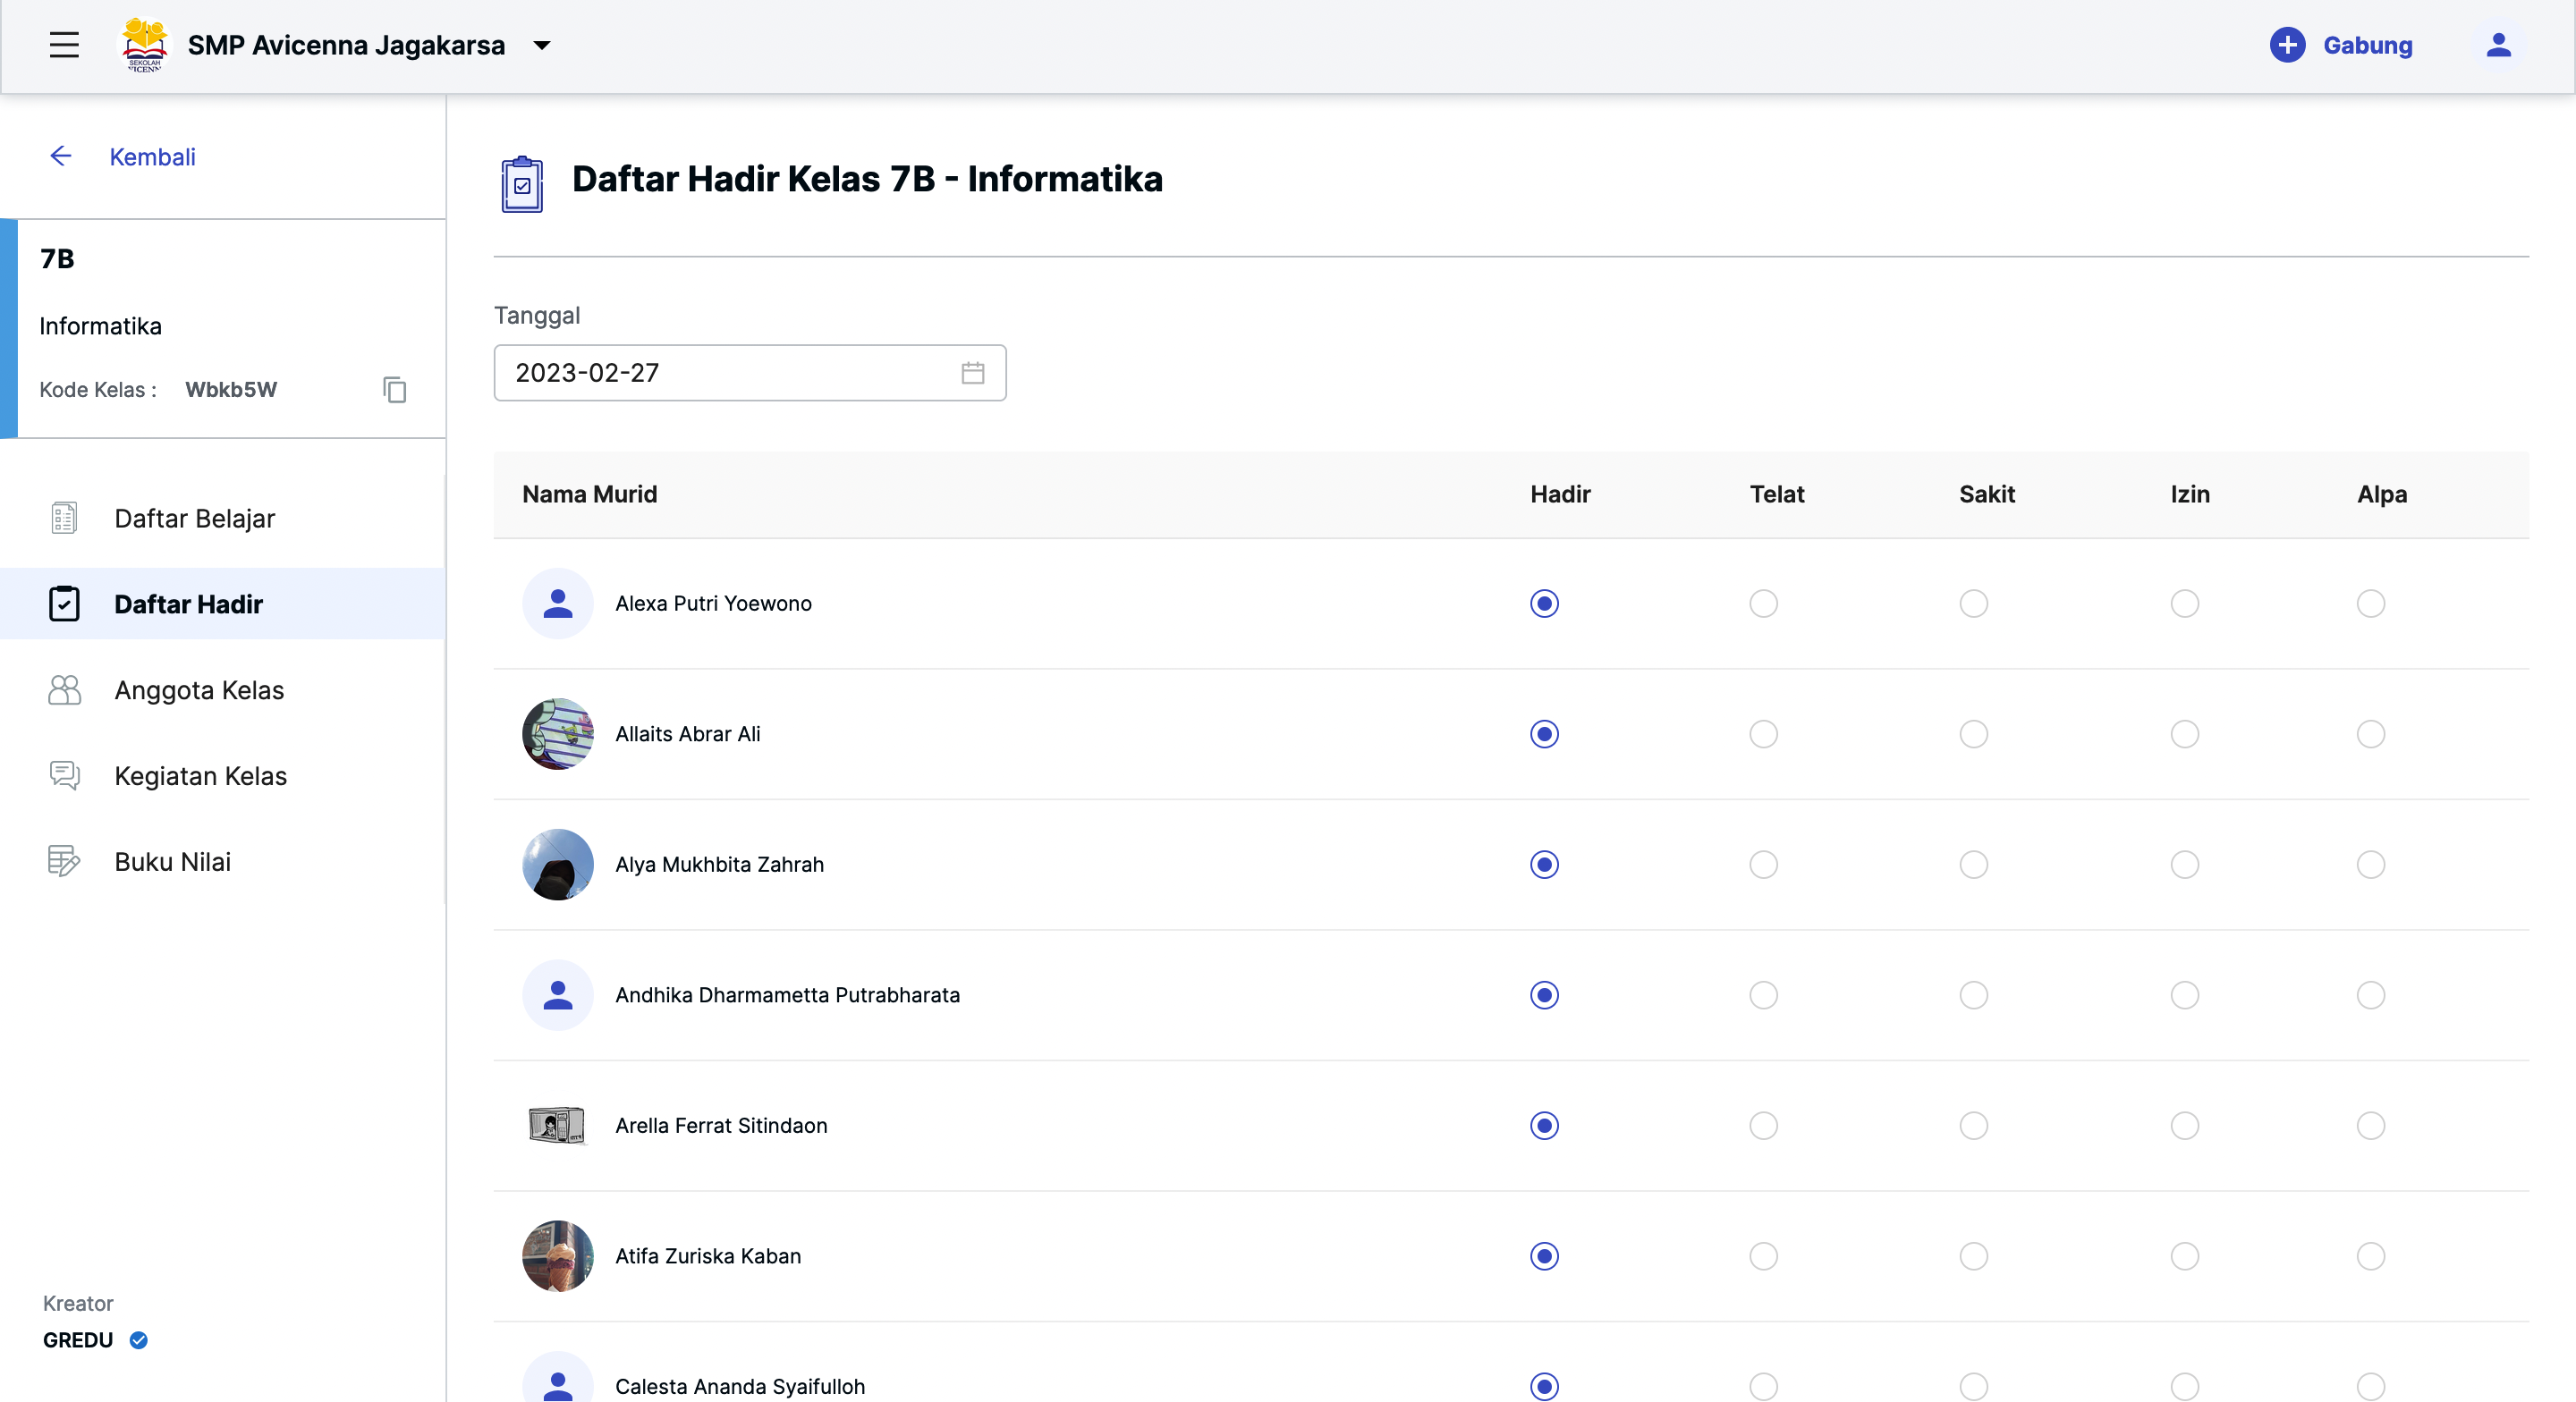 SEKOLAH
SMP Avicenna Jagakarsa
Gabung
Kembali
7B
Informatika
Kode Kelas : Wbkb5W
Daftar Belajar
Daftar Hadir
Anggota Kelas
Kegiatan Kelas
Buku Nilai
Kreator
GREDU
Daftar Hadir Kelas 7B - Informatika
Tanggal
2023-02-27
Nama Murid Hadir Telat Sakit Izin Alpa
Alexa Putri Yoewono
Allaits Abrar Ali
Alya Mukhbita Zahrah
Andhika Dharmametta Putrabharata
Arella Ferrat Sitindaon
Atifa Zuriska Kaban
Calesta Ananda Syaifulloh